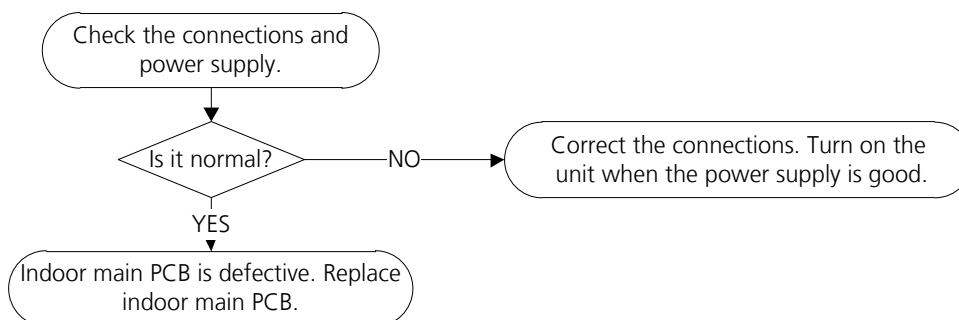 Check the connections and
power supply.
Is it normal?
NO
Correct the connections. Turn on the
unit when the power supply is good.
YES
Indoor main PCB is defective. Replace
indoor main PCB.